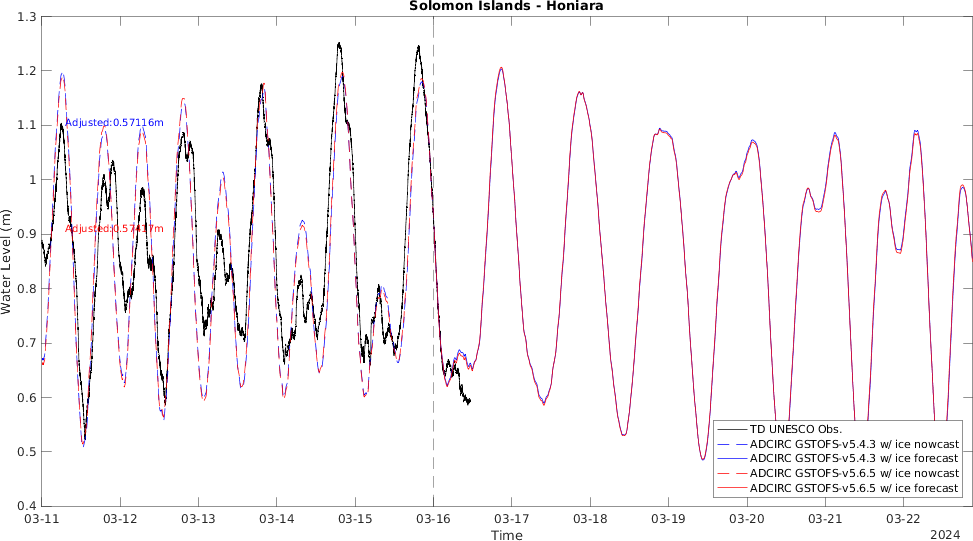 Solomon Islands - Honiara
1.3
1.2
1.1
1
0.9
0.8
0.7
0.6
0.5
0.4
Water Level (m)
Adjusted:0.57116m
Adjusted:0.57417m
TD UNESCO Obs.
ADCIRC GSTOFS-v5.4.3 w/ ice nowcast
ADCIRC GSTOFS-v5.4.3 w/ ice forecast
ADCIRC GSTOFS-v5.6.5 w/ ice nowcast
ADCIRC GSTOFS-v5.6.5 w/ ice forecast
03-11 03-12 03-13 03-14 03-15 03-16 03-17 03-18 03-19 03-20 03-21 03-22
Time
2024